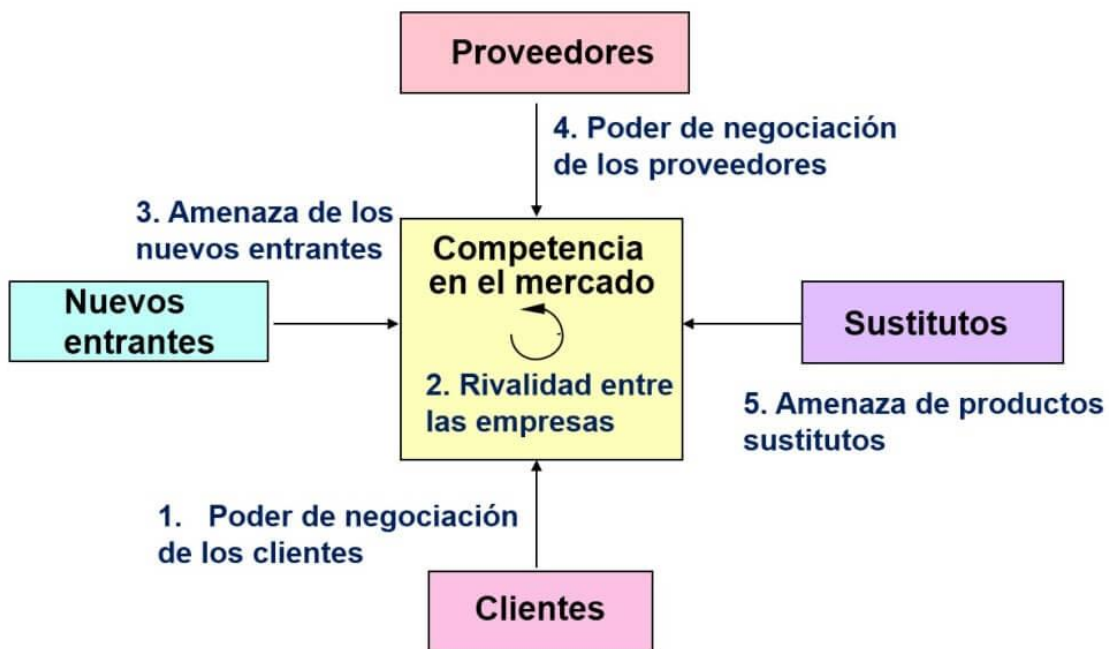 Proveedores
4. Poder de negociación
de los proveedores
3. Amenaza de los
nuevos entrantes
Nuevos
entrantes
Competencia
en el mercado
2. Rivalidad entre
las empresas
Sustitutos
5. Amenaza de productos
sustitutos
1. Poder de negociación
de los clientes
Clientes